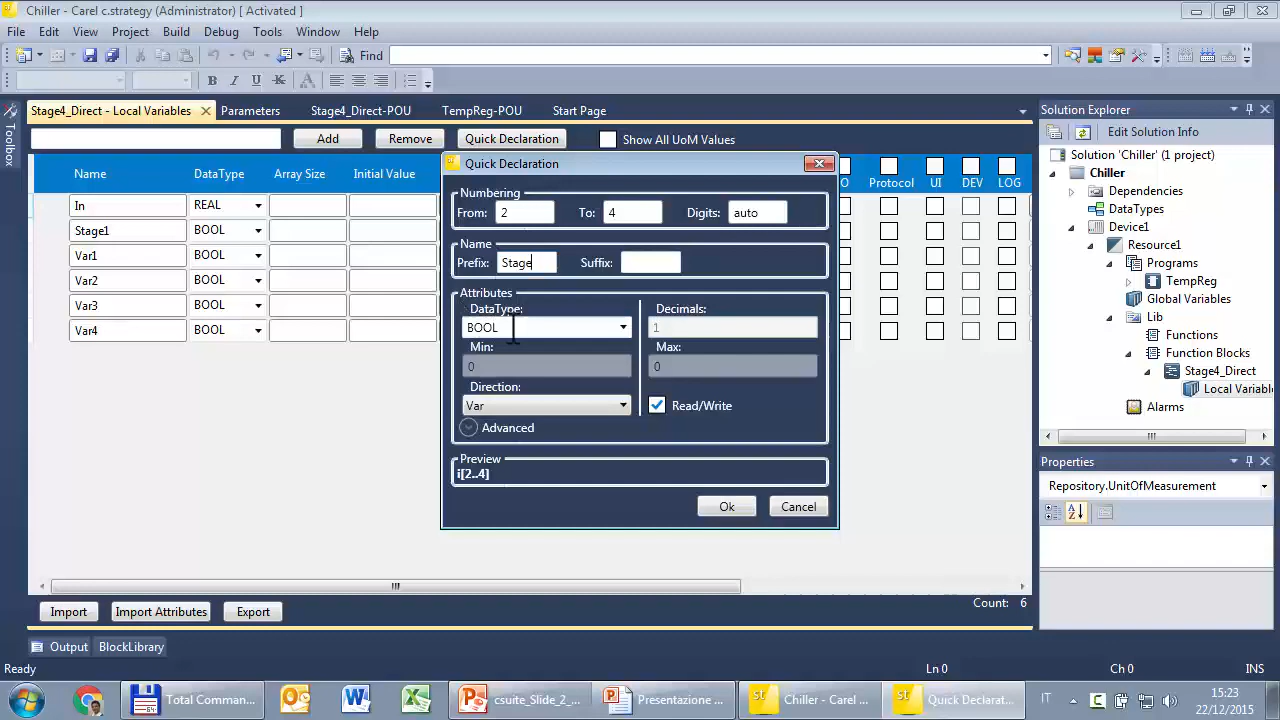 Chiller - Carel c.strategy (Administrator) [ Activated ]
File Edit View Project Build Debug Tools Window Help
Find
B I U K A
Stage4_Direct - Local Variables Parameters Stage4_Direct-POU TempReg-POU Start Page
Add Remove Quick Declaration Show All UoM Values
Name DataType Array Size Initial Value O Protocol UI DEV LOG
In REAL
Stage1 BOOL
Var1 BOOL
Var2 BOOL
Var3 BOOL
Var4 BOOL
Quick Declaration
Numbering
From: 2 To: 4 Digits: auto
Name
Prefix: Stage Suffix:
Attributes
DataType: Decimals:
BOOL 1
Min: Max:
0 0
Direction:
Var Read/Write
Advanced
Preview
i[2..4]
Ok Cancel
Import Import Attributes Export
Count: 6
Toolbox
Solution Explorer
Edit Solution Info
Solution 'Chiller' (1 project)
Chiller
Dependencies
DataTypes
Device1
Resource1
Programs
TempReg
Global Variables
Lib
Functions
Function Blocks
Stage4_Direct
Local Variable
Alarms
Properties
Repository.UnitOfMeasurement
Output BlockLibrary
Ready Ln 0 Ch 0 INS
Total Comman... csuite_Slide_2_... Presentazione ... Chiller - Carel ... Quick Declarat... IT 15:23
22/12/2015